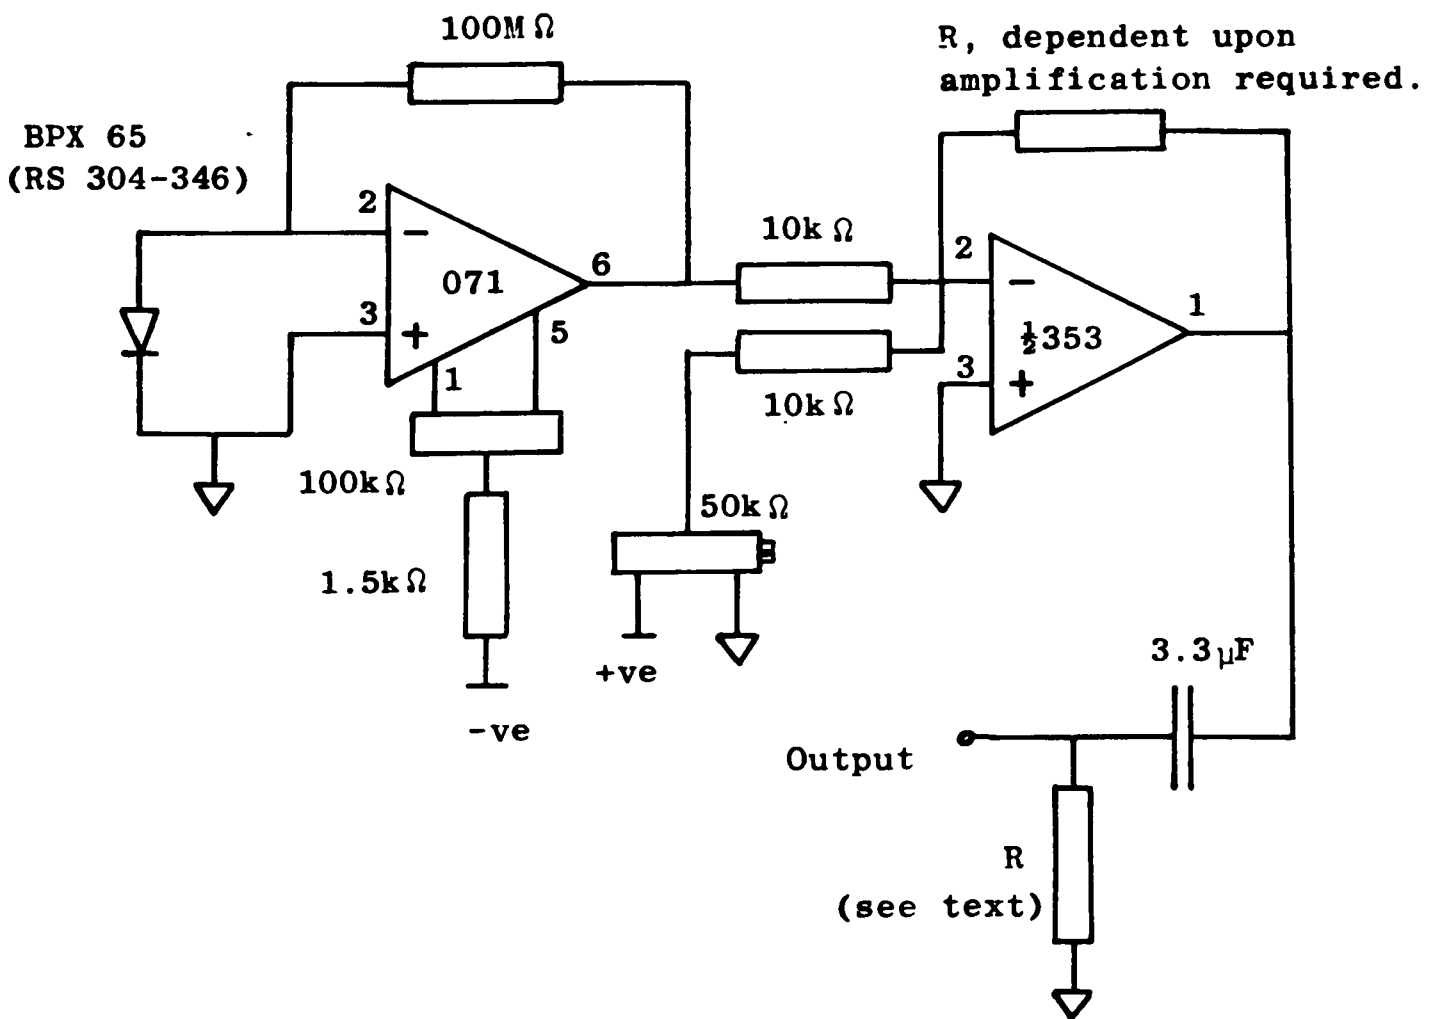 100MΩ
R, dependent upon
amplification required.
BPX 65
(RS 304-346)
2
−
071
6
3
+
5
1
100kΩ
1.5kΩ
-ve
10kΩ
10kΩ
50kΩ
+ve
2
−
½353
1
3
+
3.3µF
Output
R
(see text)